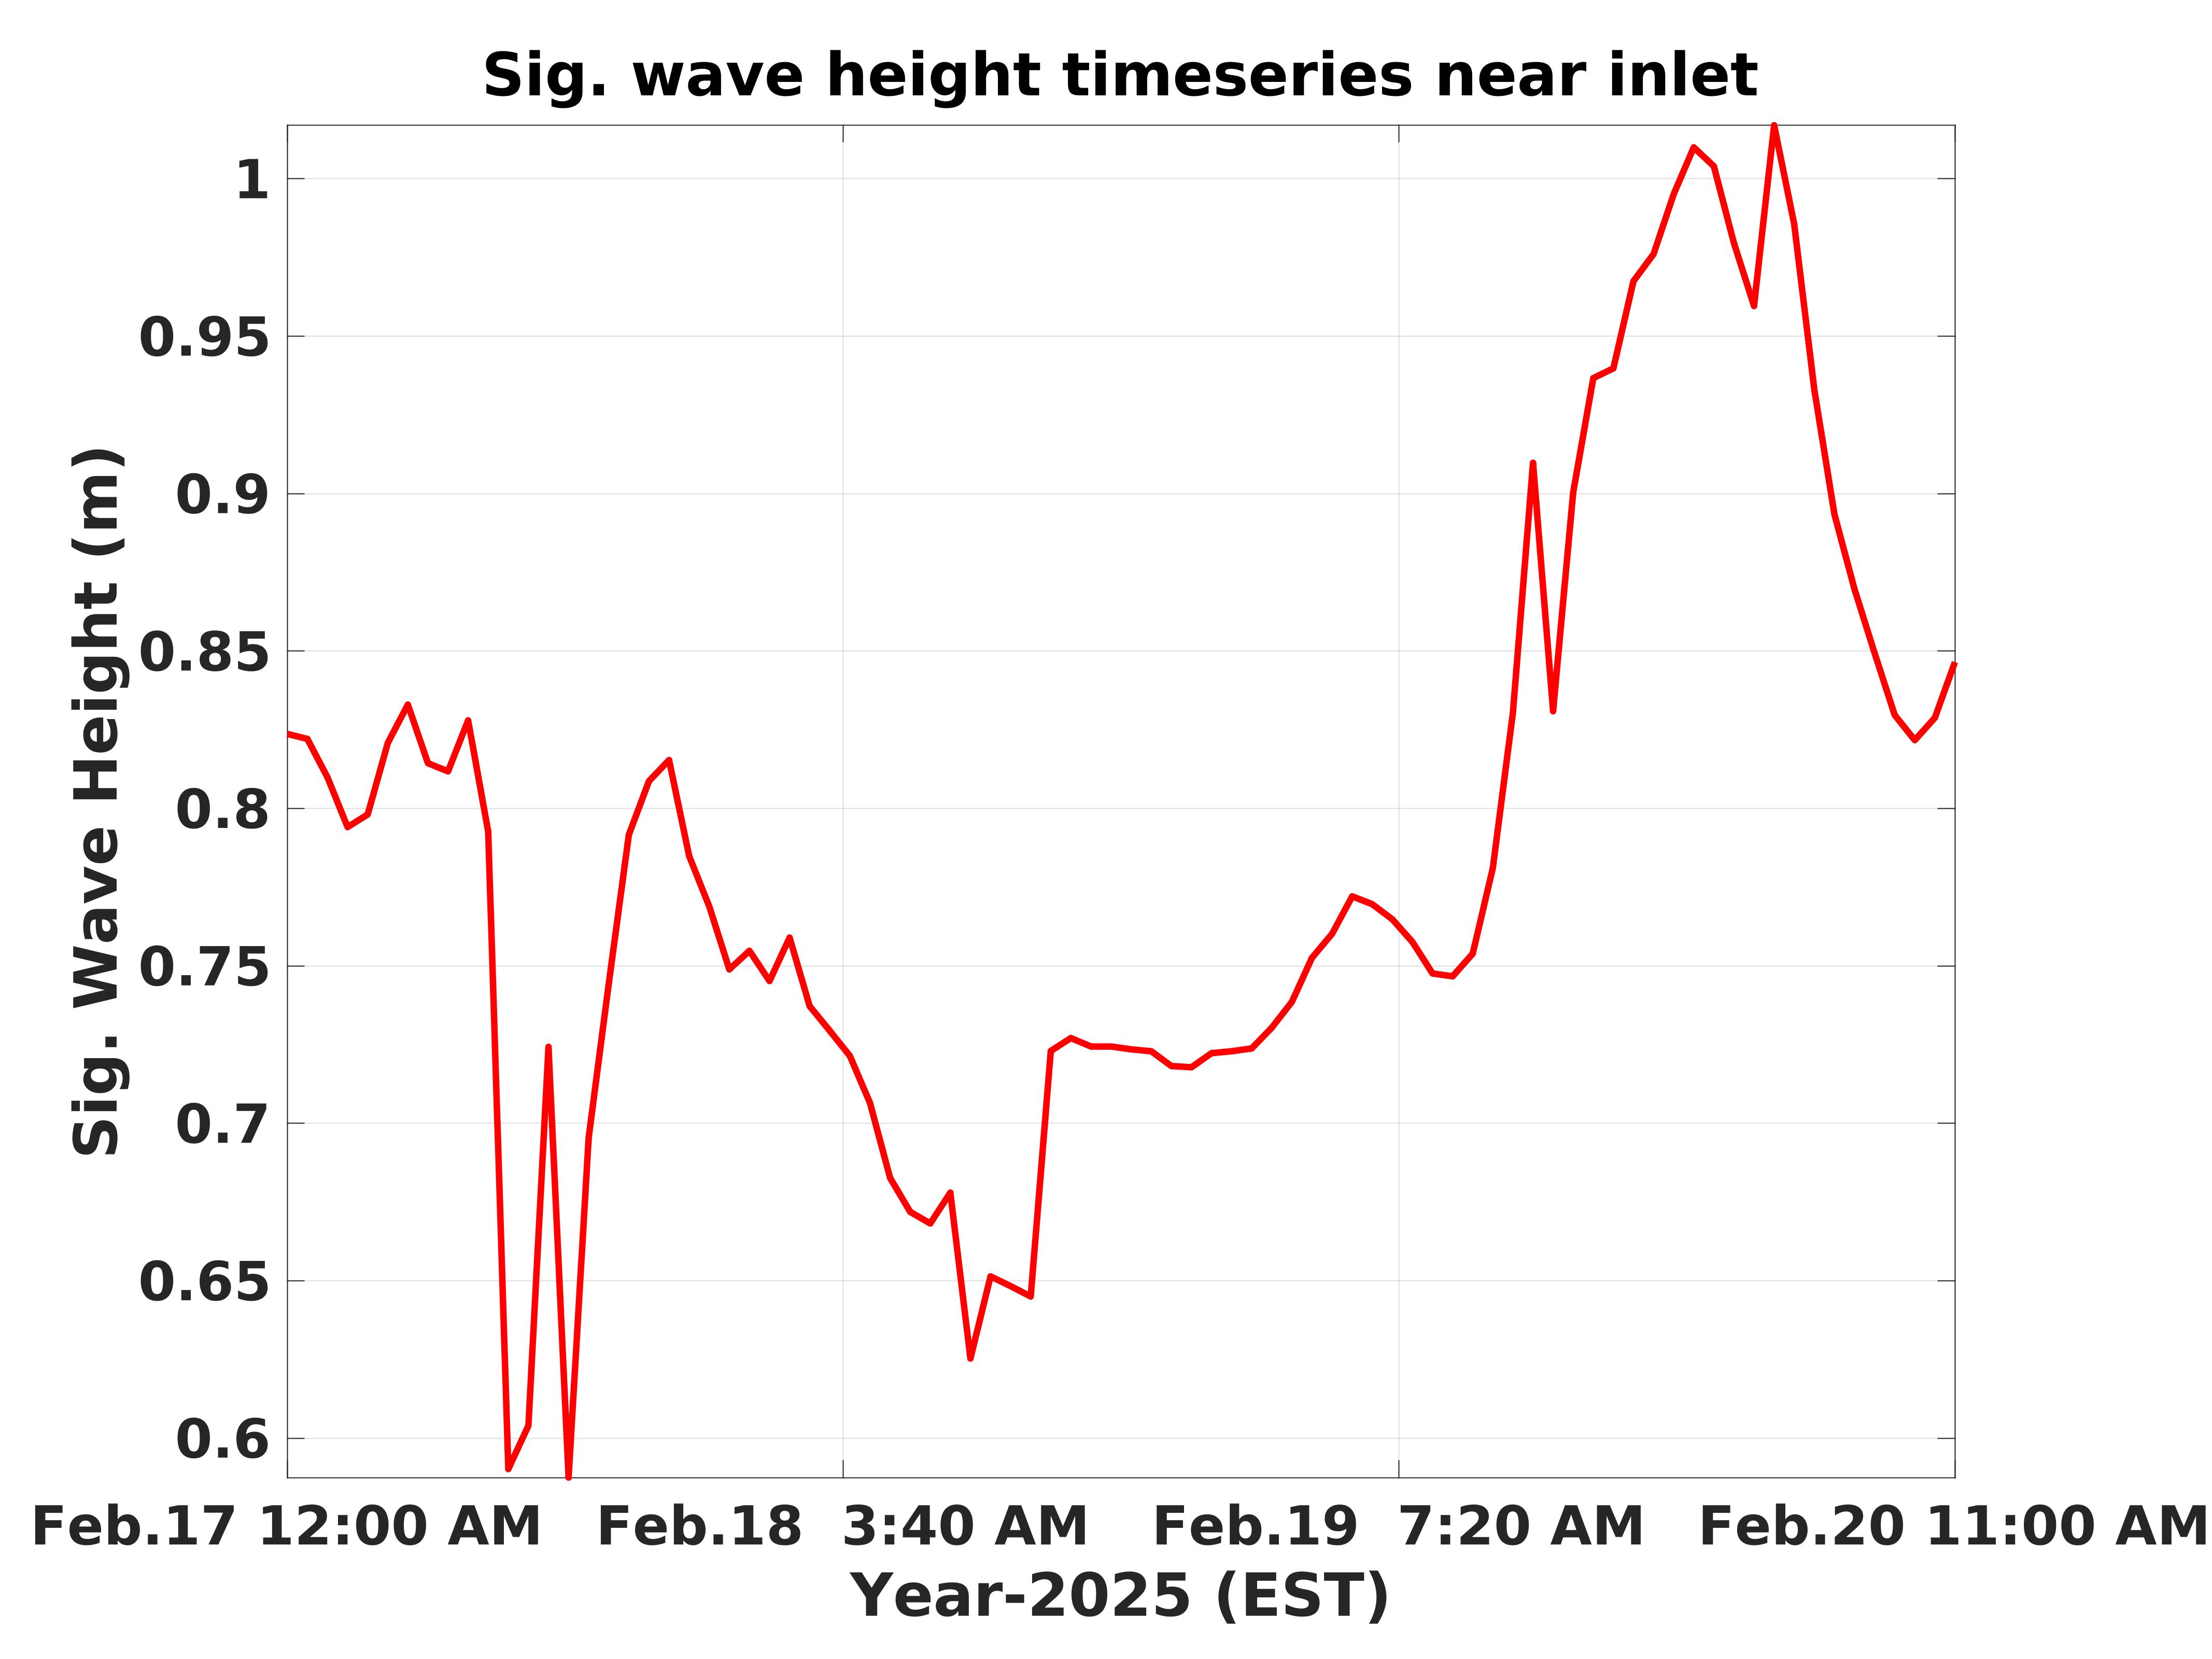 Sig. wave height timeseries near inlet
1
0.95
0.9
0.85
0.8
0.75
0.7
0.65
0.6
Sig. Wave Height (m)
Feb.17 12:00 AM Feb.18 3:40 AM Feb.19 7:20 AM Feb.20 11:00 AM
Year-2025 (EST)